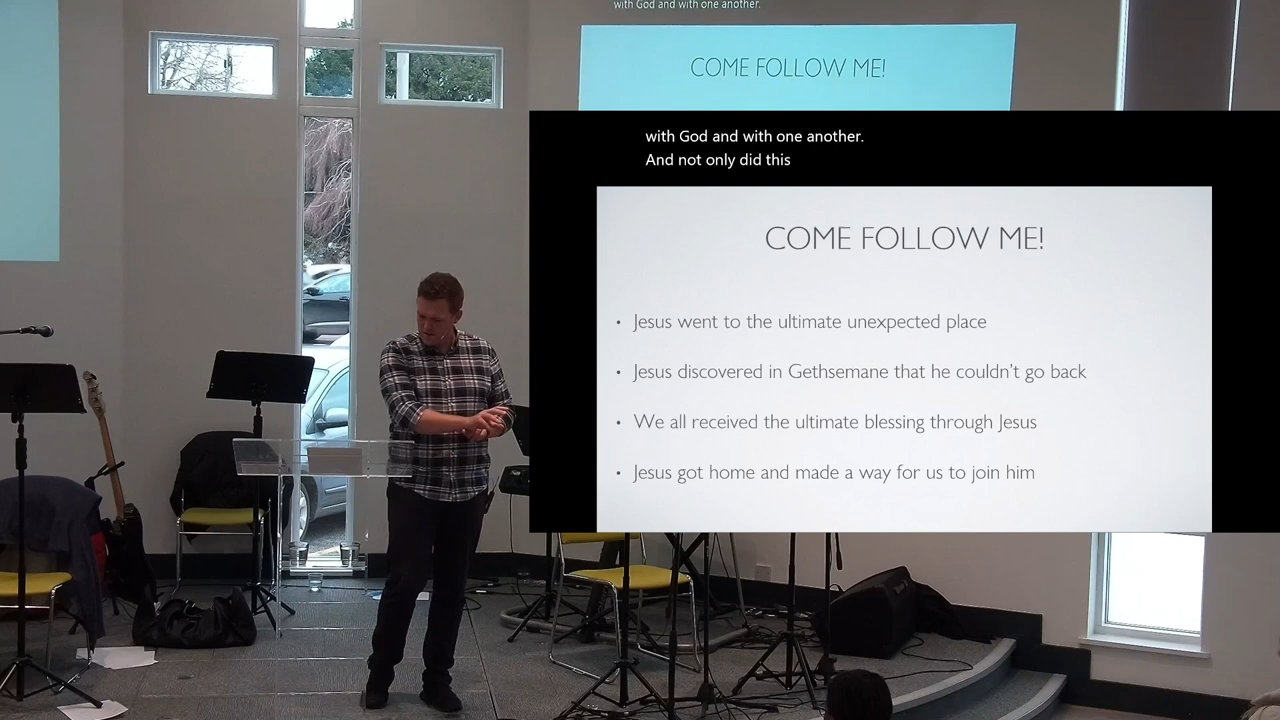 with God and with one another.
COME FOLLOW ME!
with God and with one another.
And not only did this
COME FOLLOW ME!
• Jesus went to the ultimate unexpected place
• Jesus discovered in Gethsemane that he couldn't go back
• We all received the ultimate blessing through Jesus
• Jesus got home and made a way for us to join him